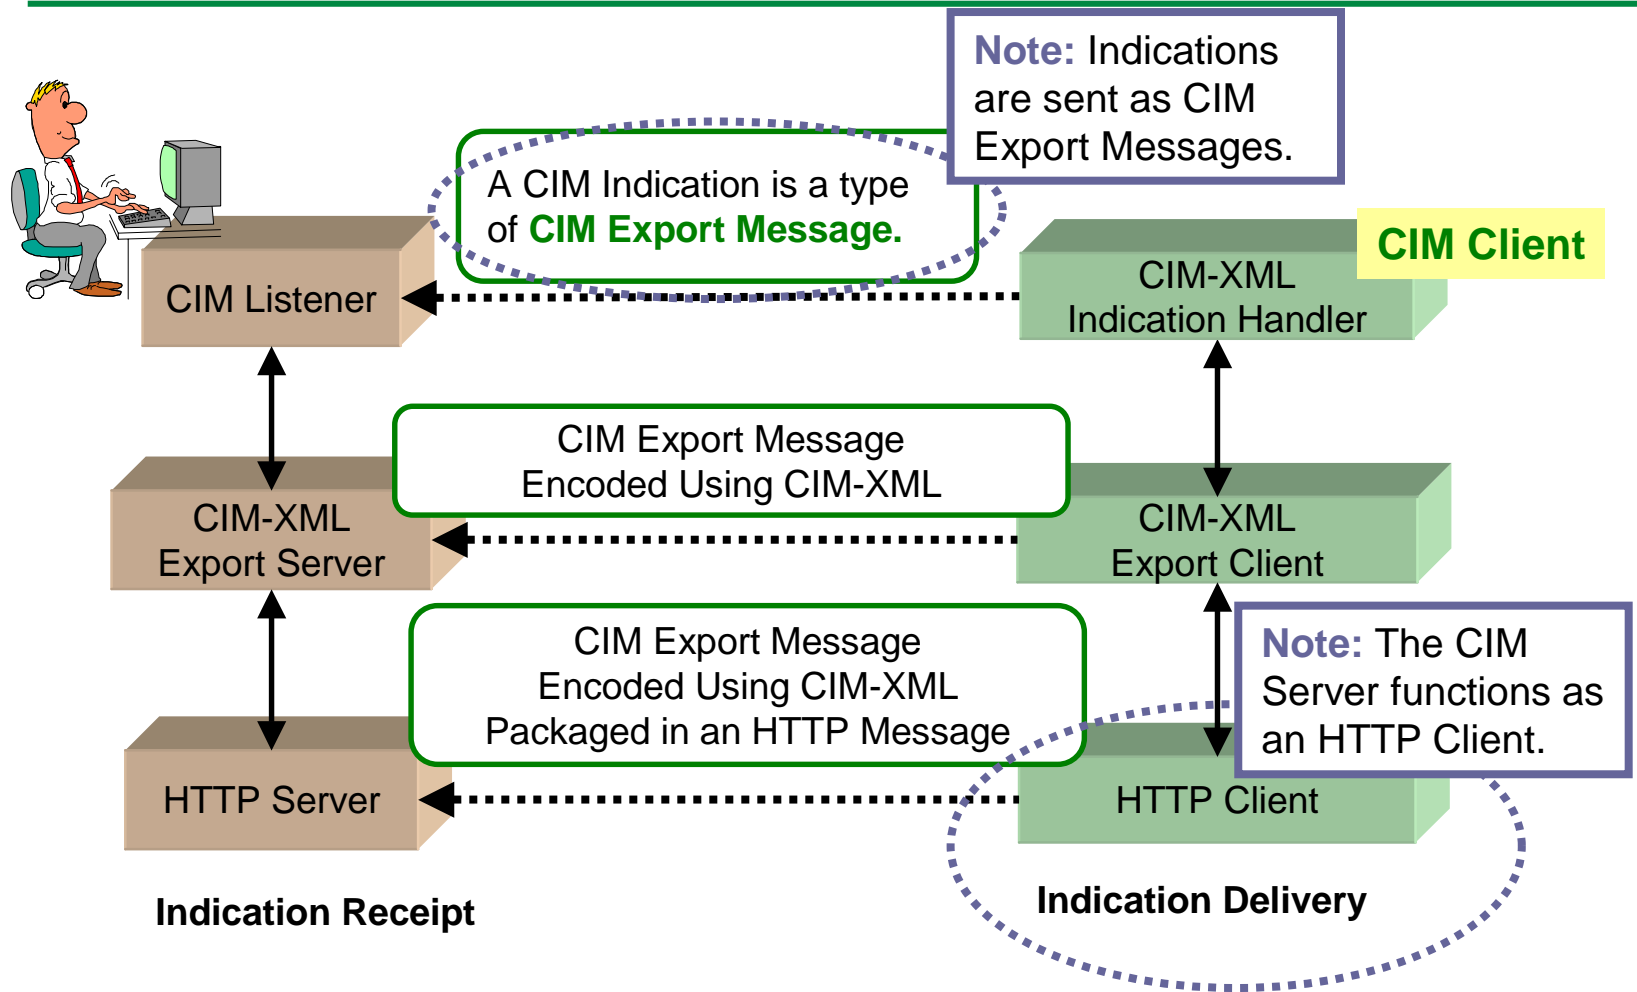 Note: Indications
are sent as CIM
Export Messages.
A CIM Indication is a type
of CIM Export Message.
CIM Client
CIM Listener
CIM-XML
Indication Handler
CIM Export Message
Encoded Using CIM-XML
CIM-XML
Export Server
CIM-XML
Export Client
CIM Export Message
Encoded Using CIM-XML
Packaged in an HTTP Message
Note: The CIM
Server functions as
an HTTP Client.
HTTP Server
HTTP Client
Indication Receipt
Indication Delivery